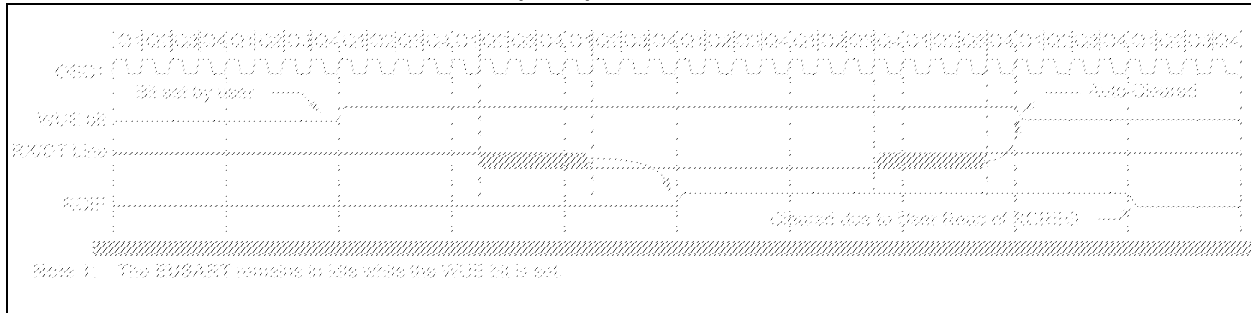 OSC1
Bit set by user
Auto-Cleared
WUE bit
RX/DT Line
RCIF
Cleared due to User Read of RCREG
Note 1: The EUSART remains in Idle while the WUE bit is set.